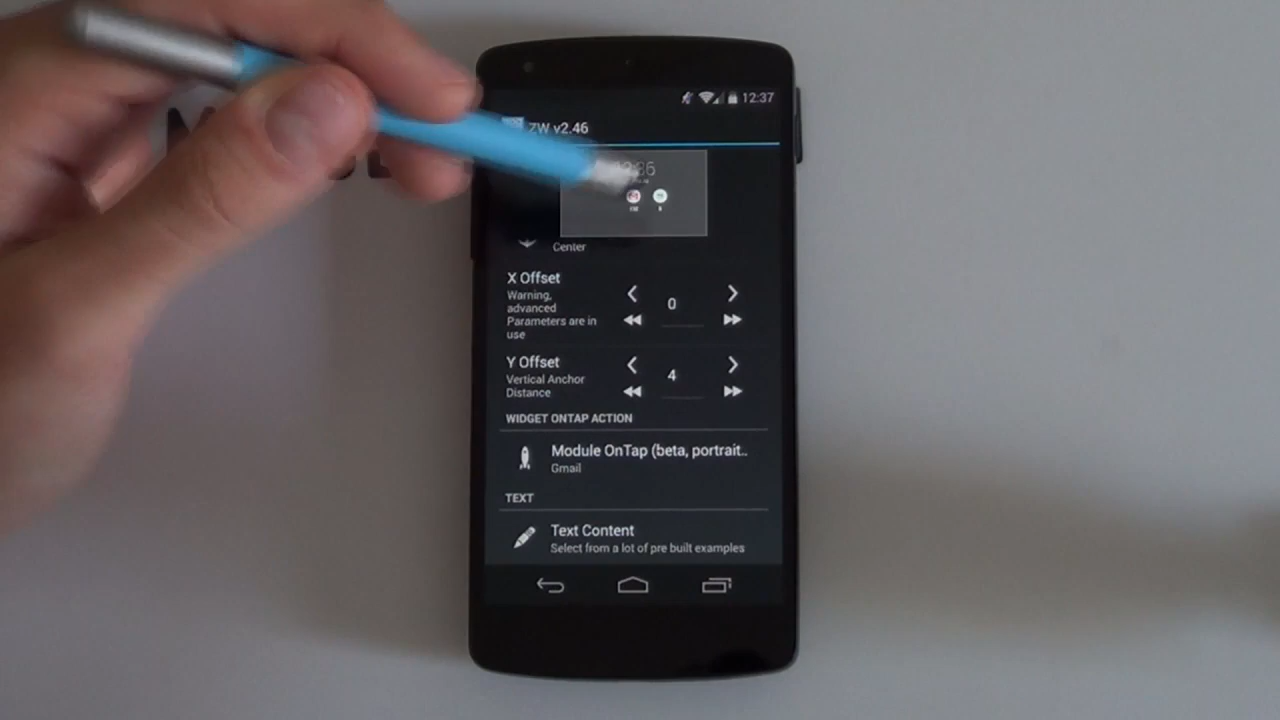 12:37
ZW v2.46
Center
X Offset
Warning,
advanced
Parameters are in
use
0
Y Offset
Vertical Anchor
Distance
4
WIDGET ONTAP ACTION
Module OnTap (beta, portrait..
Gmail
TEXT
Text Content
Select from a lot of pre built examples